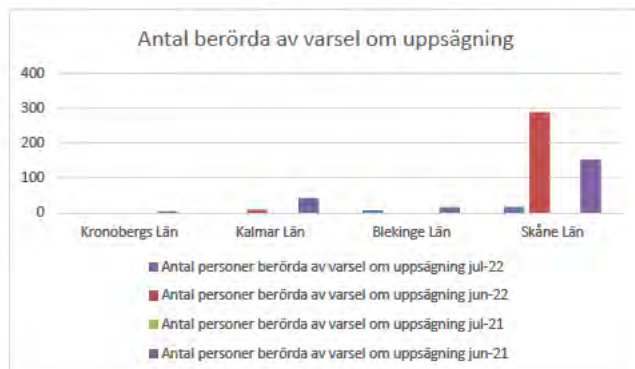 Antal berörda av varsel om uppsägning
400
300
200
100
0
Kronobergs Län Kalmar Län Blekinge Län Skåne Län
Antal personer berörda av varsel om uppsägning jul-22
Antal personer berörda av varsel om uppsägning jun-22
Antal personer berörda av varsel om uppsägning jul-21
Antal personer berörda av varsel om uppsägning jun-21